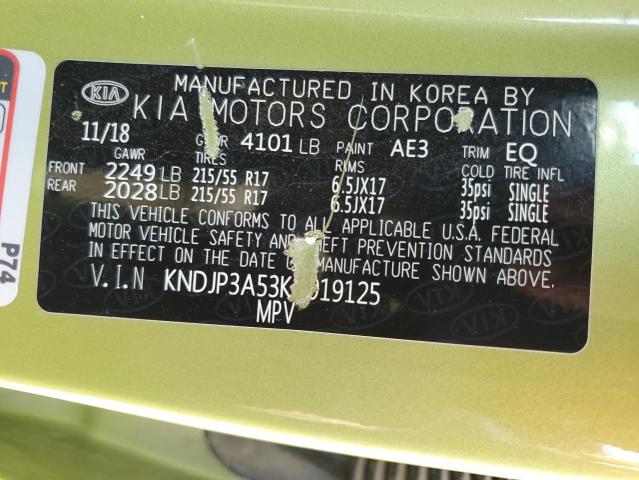 KIA
MANUFACTURED IN KOREA BY
KIA MOTORS CORPORATION
11/18 GVWR 4101 LB PAINT AE3 TRIM EQ
GAWR TIRES RIMS COLD TIRE INFL
FRONT 2249 LB 215/55 R17 6.5JX17 35psi SINGLE
REAR 2028 LB 215/55 R17 6.5JX17 35psi SINGLE
THIS VEHICLE CONFORMS TO ALL APPLICABLE U.S.A. FEDERAL
MOTOR VEHICLE SAFETY AND THEFT PREVENTION STANDARDS
IN EFFECT ON THE DATE OF MANUFACTURE SHOWN ABOVE.
V.I.N
MPV
P74